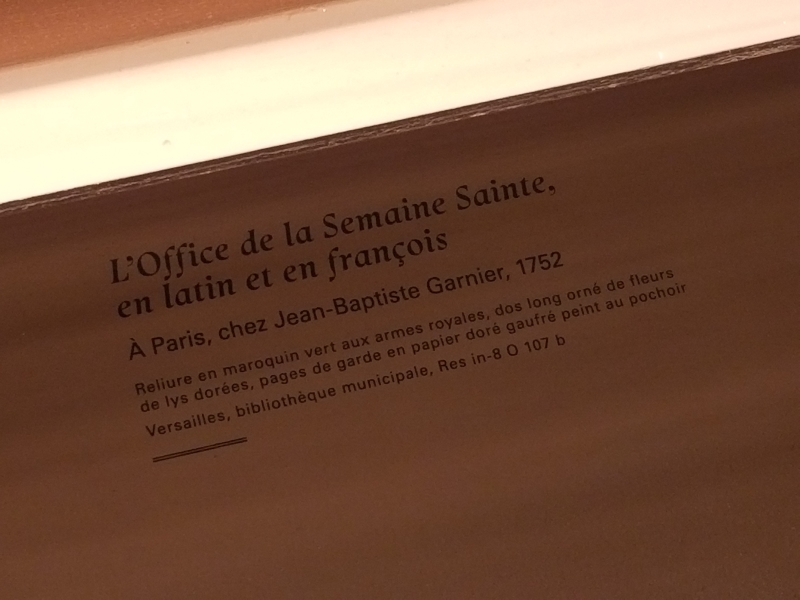 L'Office de la Semaine Sainte,
en latin et en françois
À Paris, chez Jean-Baptiste Garnier, 1752
Reliure en maroquin vert aux armes royales, dos long orné de fleurs
de lys dorées, pages de garde en papier doré gaufré peint au pochoir
Versailles, bibliothèque municipale, Res in-8 O 107 b